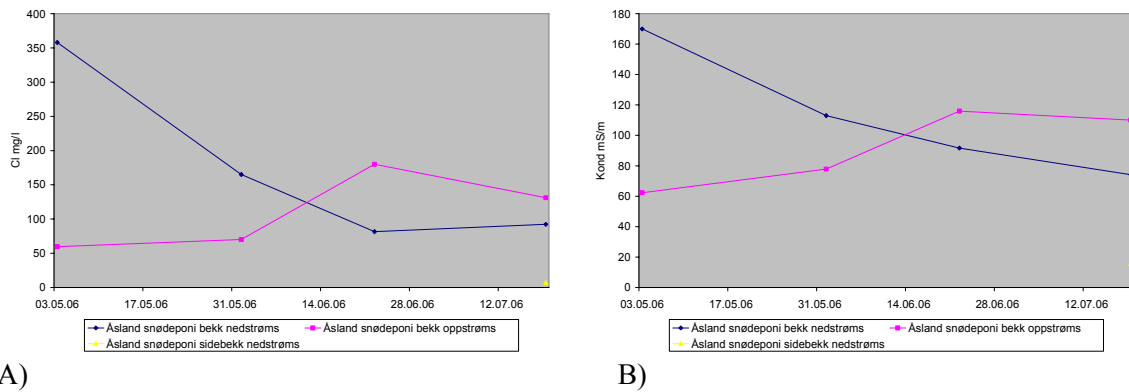 400
350
300
250
200
150
100
50
0
Cl mg/l
03.05.06 17.05.06 31.05.06 14.06.06 28.06.06 12.07.06
Åsland snødeponi bekk nedstrøms Åsland snødeponi bekk oppstrøms
Åsland snødeponi sidebekk nedstrøms
A)
180
160
140
120
100
80
60
40
20
0
Kond mS/m
03.05.06 17.05.06 31.05.06 14.06.06 28.06.06 12.07.06
Åsland snødeponi bekk nedstrøms Åsland snødeponi bekk oppstrøms
Åsland snødeponi sidebekk nedstrøms
B)